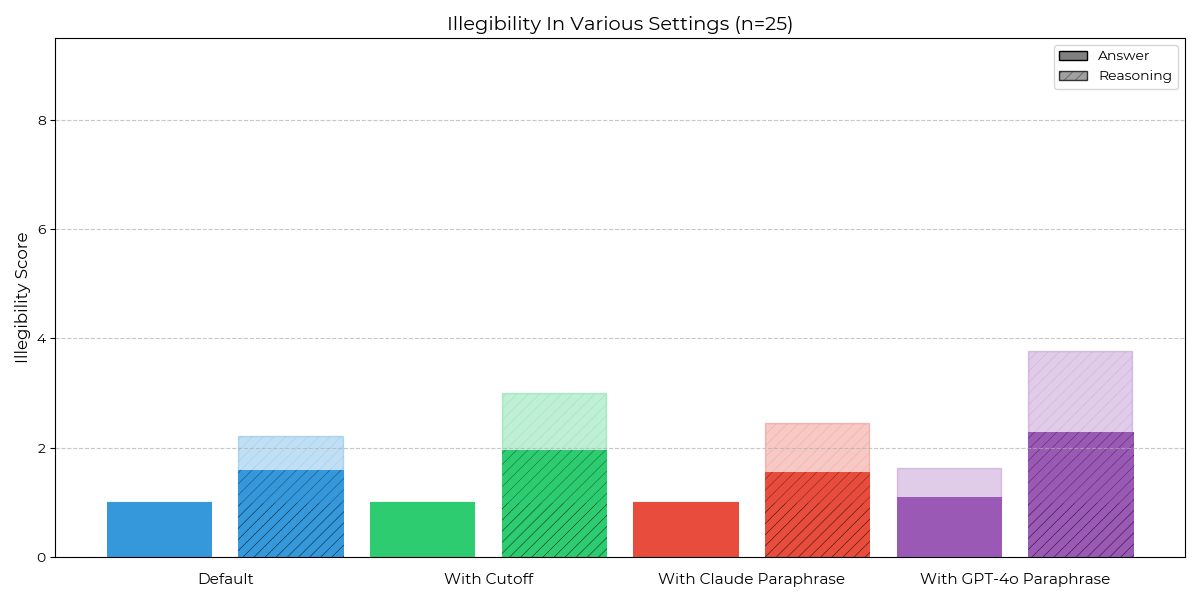 Illegibility In Various Settings (n=25)
Answer
Reasoning
Illegibility Score
8
6
4
2
0
Default
With Cutoff
With Claude Paraphrase
With GPT-4o Paraphrase